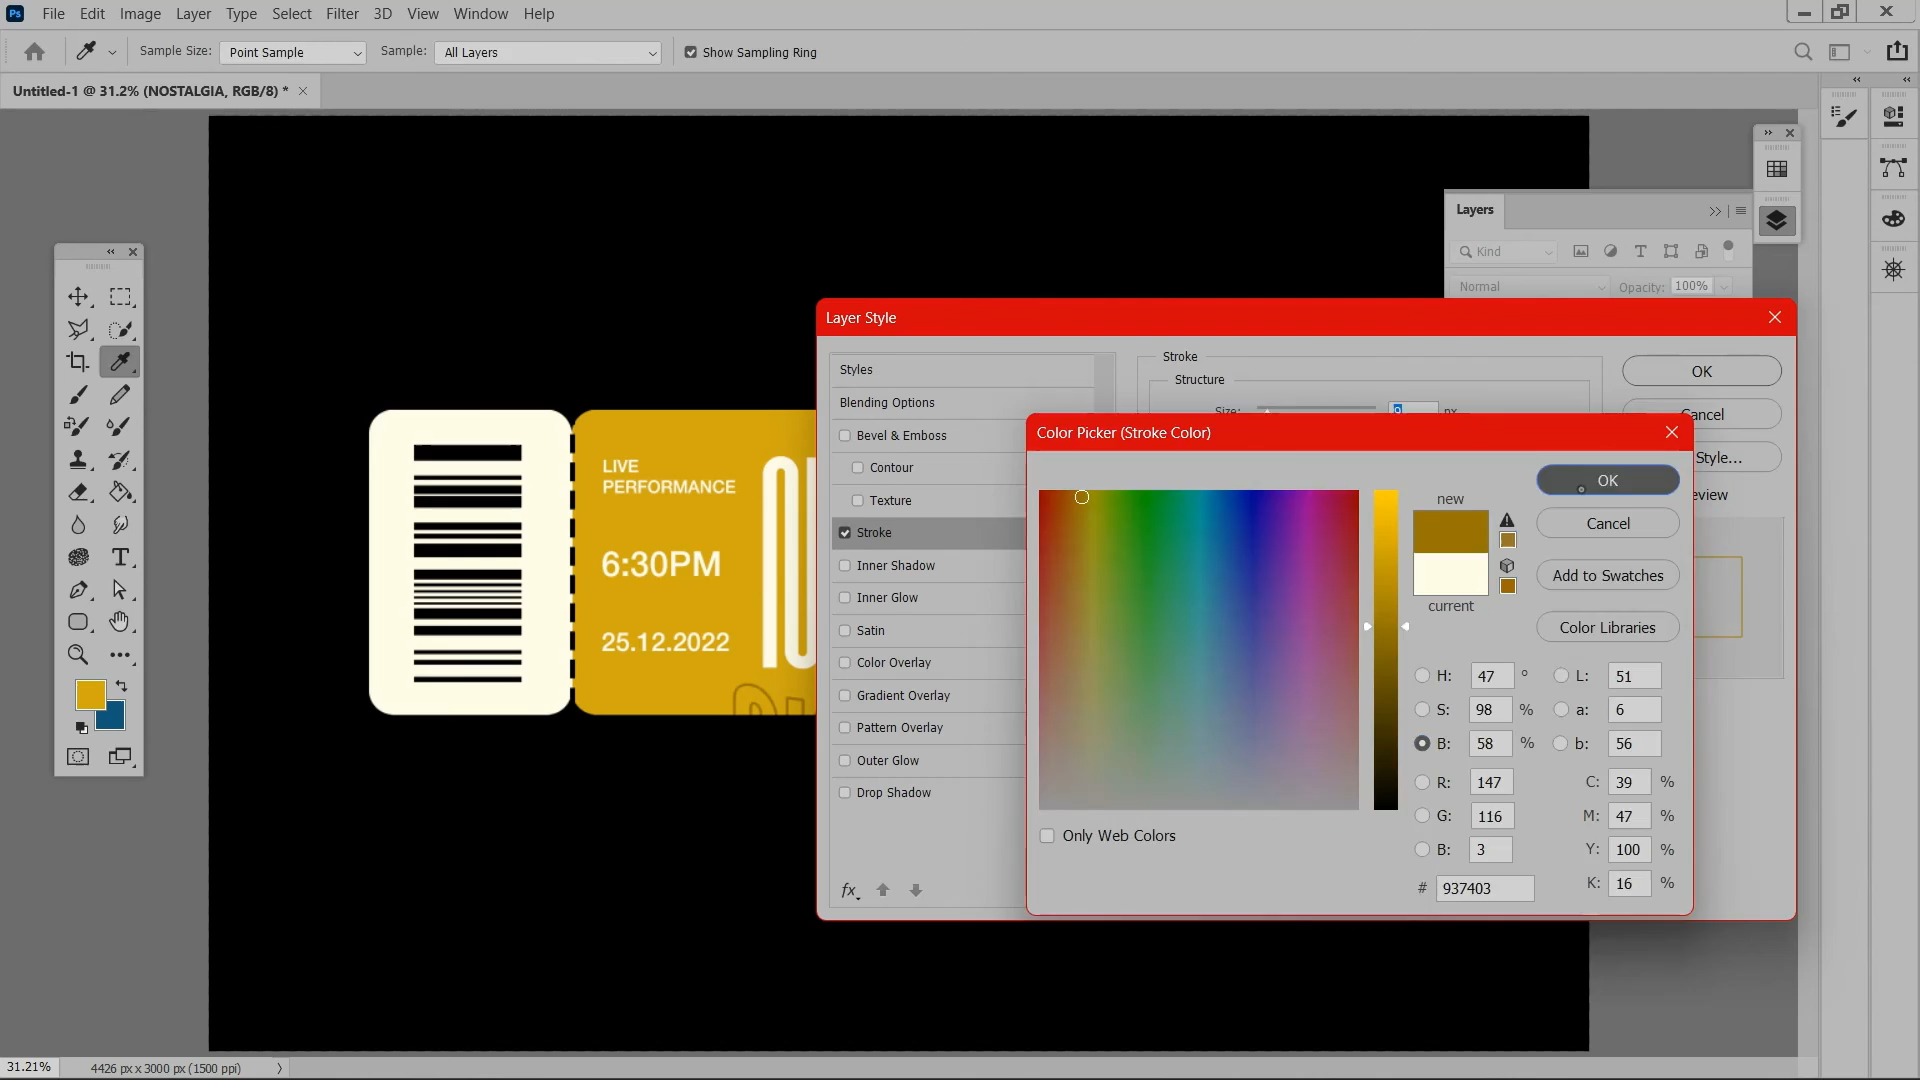 Ps File Edit Image Layer Type Select Filter 3D View Window Help
Sample Size: Point Sample Sample: All Layers Show Sampling Ring
Untitled-1 @ 31.2% (NOSTALGIA, RGB/8) *
Layers
Kind
Normal Opacity: 100%
Layer Style
Styles
Blending Options
Bevel & Emboss
Contour
Texture
Stroke
Inner Shadow
Inner Glow
Satin
Color Overlay
Gradient Overlay
Pattern Overlay
Outer Glow
Drop Shadow
fx
Stroke
Structure
Size: 9 px
OK
Cancel
Style...
Color Picker (Stroke Color)
new
current
OK
Cancel
Add to Swatches
Color Libraries
H: 47 ° L: 51
S: 98 % a: 6
B: 58 % b: 56
R: 147 C: 39 %
G: 116 M: 47 %
B: 3 Y: 100 %
# 937403 K: 16 %
Only Web Colors
LIVE
PERFORMANCE
6:30PM
25.12.2022
31.21% 4426 px x 3000 px (1500 ppi)